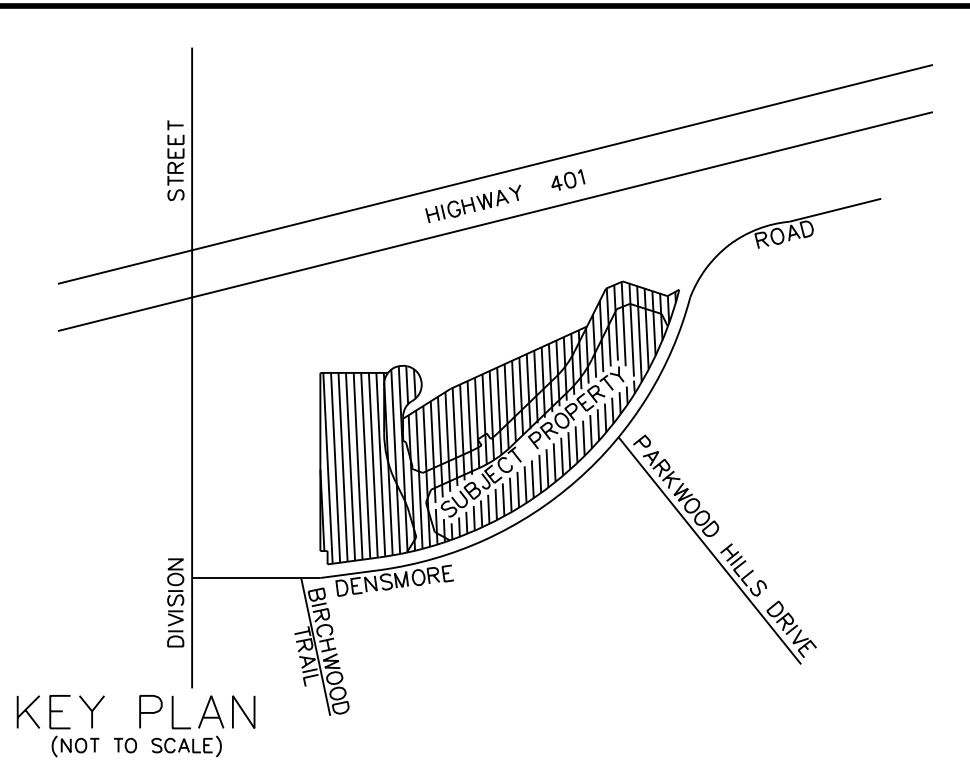 STREET
HIGHWAY 401
ROAD
SUBJECT PROPERTY
PARKWOOD HILLS DRIVE
DIVISION
DENSMORE
BIRCHWOOD
TRAIL
KEY PLAN
(NOT TO SCALE)